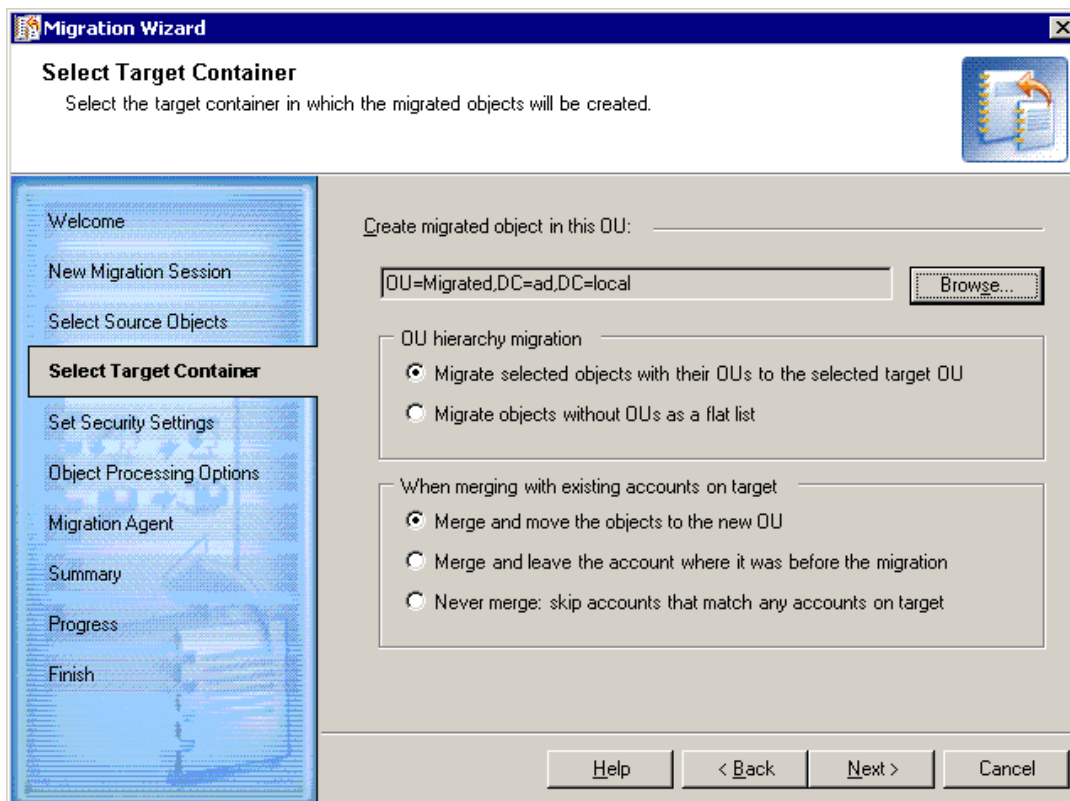 Migration Wizard
Select Target Container
Select the target container in which the migrated objects will be created.
Welcome
New Migration Session
Select Source Objects
Select Target Container
Set Security Settings
Object Processing Options
Migration Agent
Summary
Progress
Finish
Create migrated object in this OU:
OU=Migrated,DC=ad,DC=local
Browse...
OU hierarchy migration
Migrate selected objects with their OUs to the selected target OU
Migrate objects without OUs as a flat list
When merging with existing accounts on target
Merge and move the objects to the new OU
Merge and leave the account where it was before the migration
Never merge: skip accounts that match any accounts on target
Help
< Back
Next >
Cancel